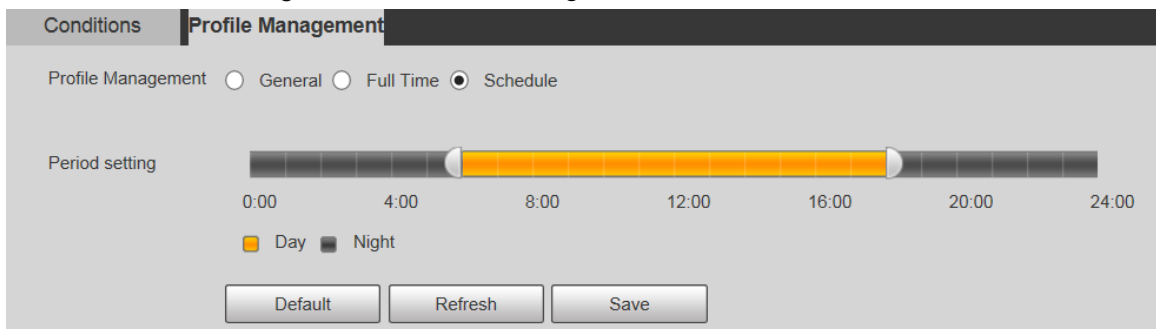 Conditions Profile Management
Profile Management General Full Time Schedule
Period setting
0:00 4:00 8:00 12:00 16:00 20:00 24:00
Day Night
Default Refresh Save